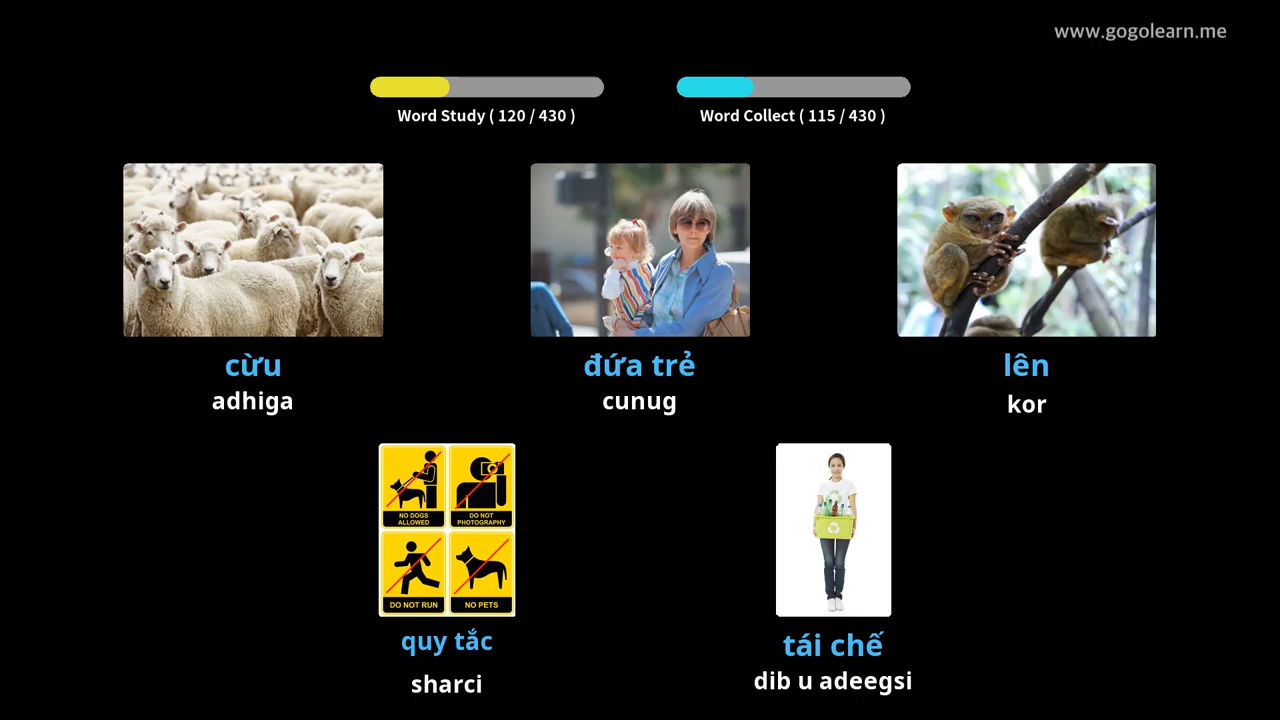 www.gogolearn.me
Word Study ( 120 / 430 )
Word Collect ( 115 / 430 )
cừu
adhiga
đứa trẻ
cunug
lên
kor
NO DOGS
ALLOWED
DO NOT
PHOTOGRAPHY
DO NOT RUN
NO PETS
quy tắc
sharci
tái chế
dib u adeegsi